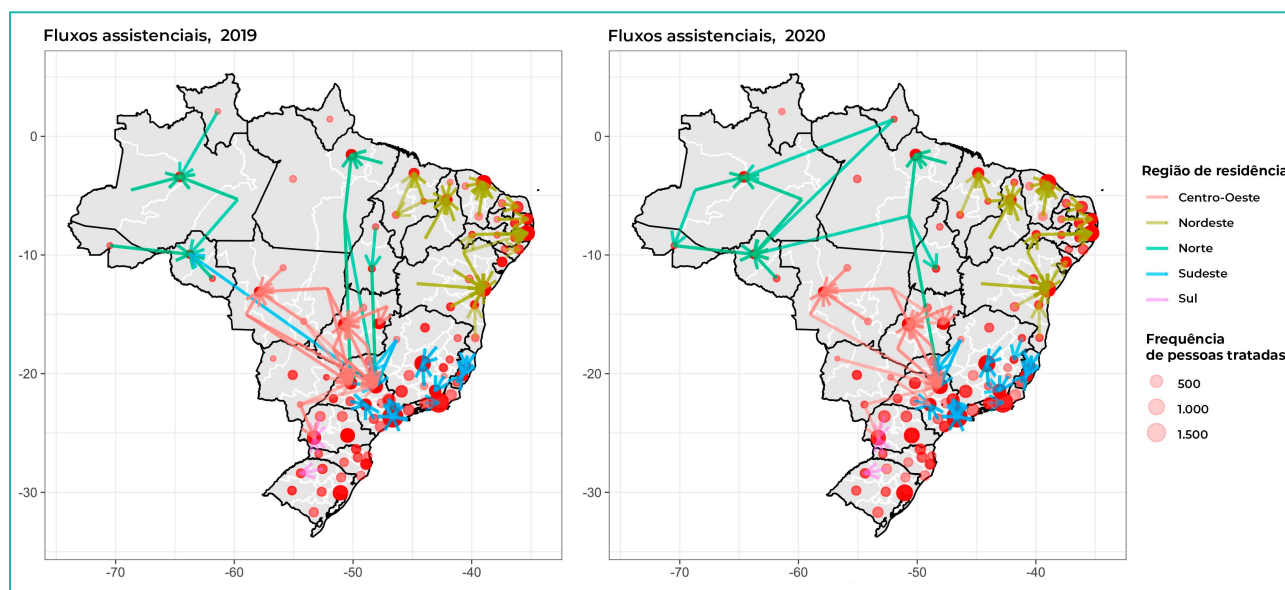 Fluxos assistenciais, 2019
0
-10
-20
-30
-70
-60
-50
-40
Fluxos assistenciais, 2020
0
-10
-20
-30
-70
-60
-50
-40
Região de residência
Centro-Oeste
Nordeste
Norte
Sudeste
Sul
Frequência
de pessoas tratadas
500
1.000
1.500